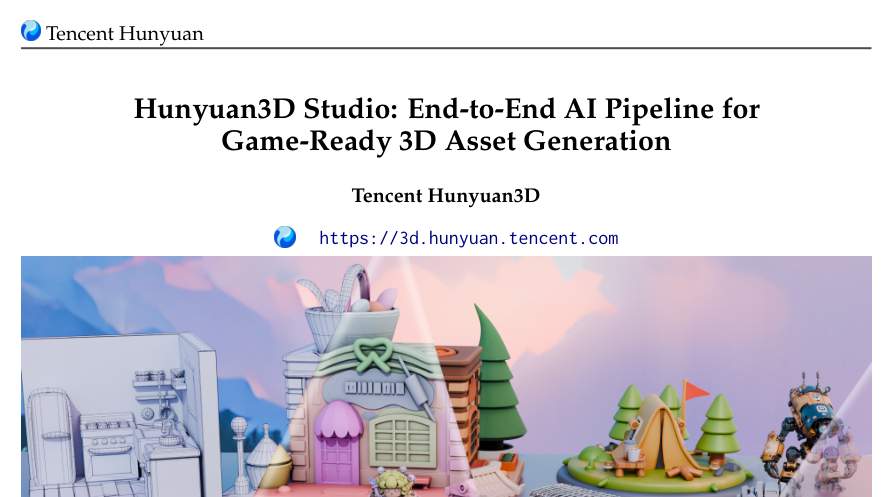 Tencent Hunyuan
Hunyuan3D Studio: End-to-End AI Pipeline for
Game-Ready 3D Asset Generation
Tencent Hunyuan3D
https://3d.hunyuan.tencent.com